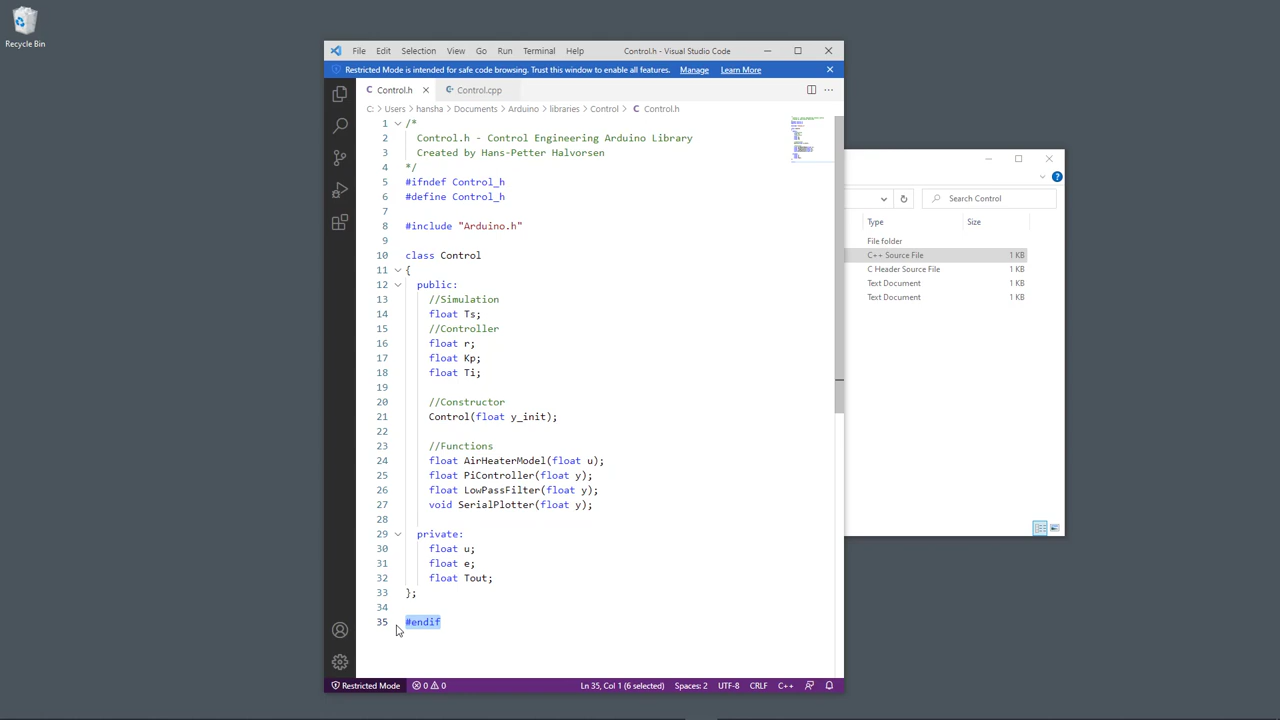 Recycle Bin
File Edit Selection View Go Run Terminal Help Control.h - Visual Studio Code
Restricted Mode is intended for safe code browsing. Trust this window to enable all features. Manage Learn More
Control.h Control.cpp
C: > Users > hansha > Documents > Arduino > libraries > Control > Control.h
1 /*
2 Control.h - Control Engineering Arduino Library
3 Created by Hans-Petter Halvorsen
4 */
5 #ifndef Control_h
6 #define Control_h
7
8 #include "Arduino.h"
9
10 class Control
11 {
12 public:
13 //Simulation
14 float Ts;
15 //Controller
16 float r;
17 float Kp;
18 float Ti;
19
20 //Constructor
21 Control(float y_init);
22
23 //Functions
24 float AirHeaterModel(float u);
25 float PiController(float y);
26 float LowPassFilter(float y);
27 void SerialPlotter(float y);
28
29 private:
30 float u;
31 float e;
32 float Tout;
33 };
34
35 #endif
Restricted Mode 0 0 Ln 35, Col 1 (6 selected) Spaces: 2 UTF-8 CRLF C++
Search Control
Type Size
File folder
C++ Source File 1 KB
C Header Source File 1 KB
Text Document 1 KB
Text Document 1 KB